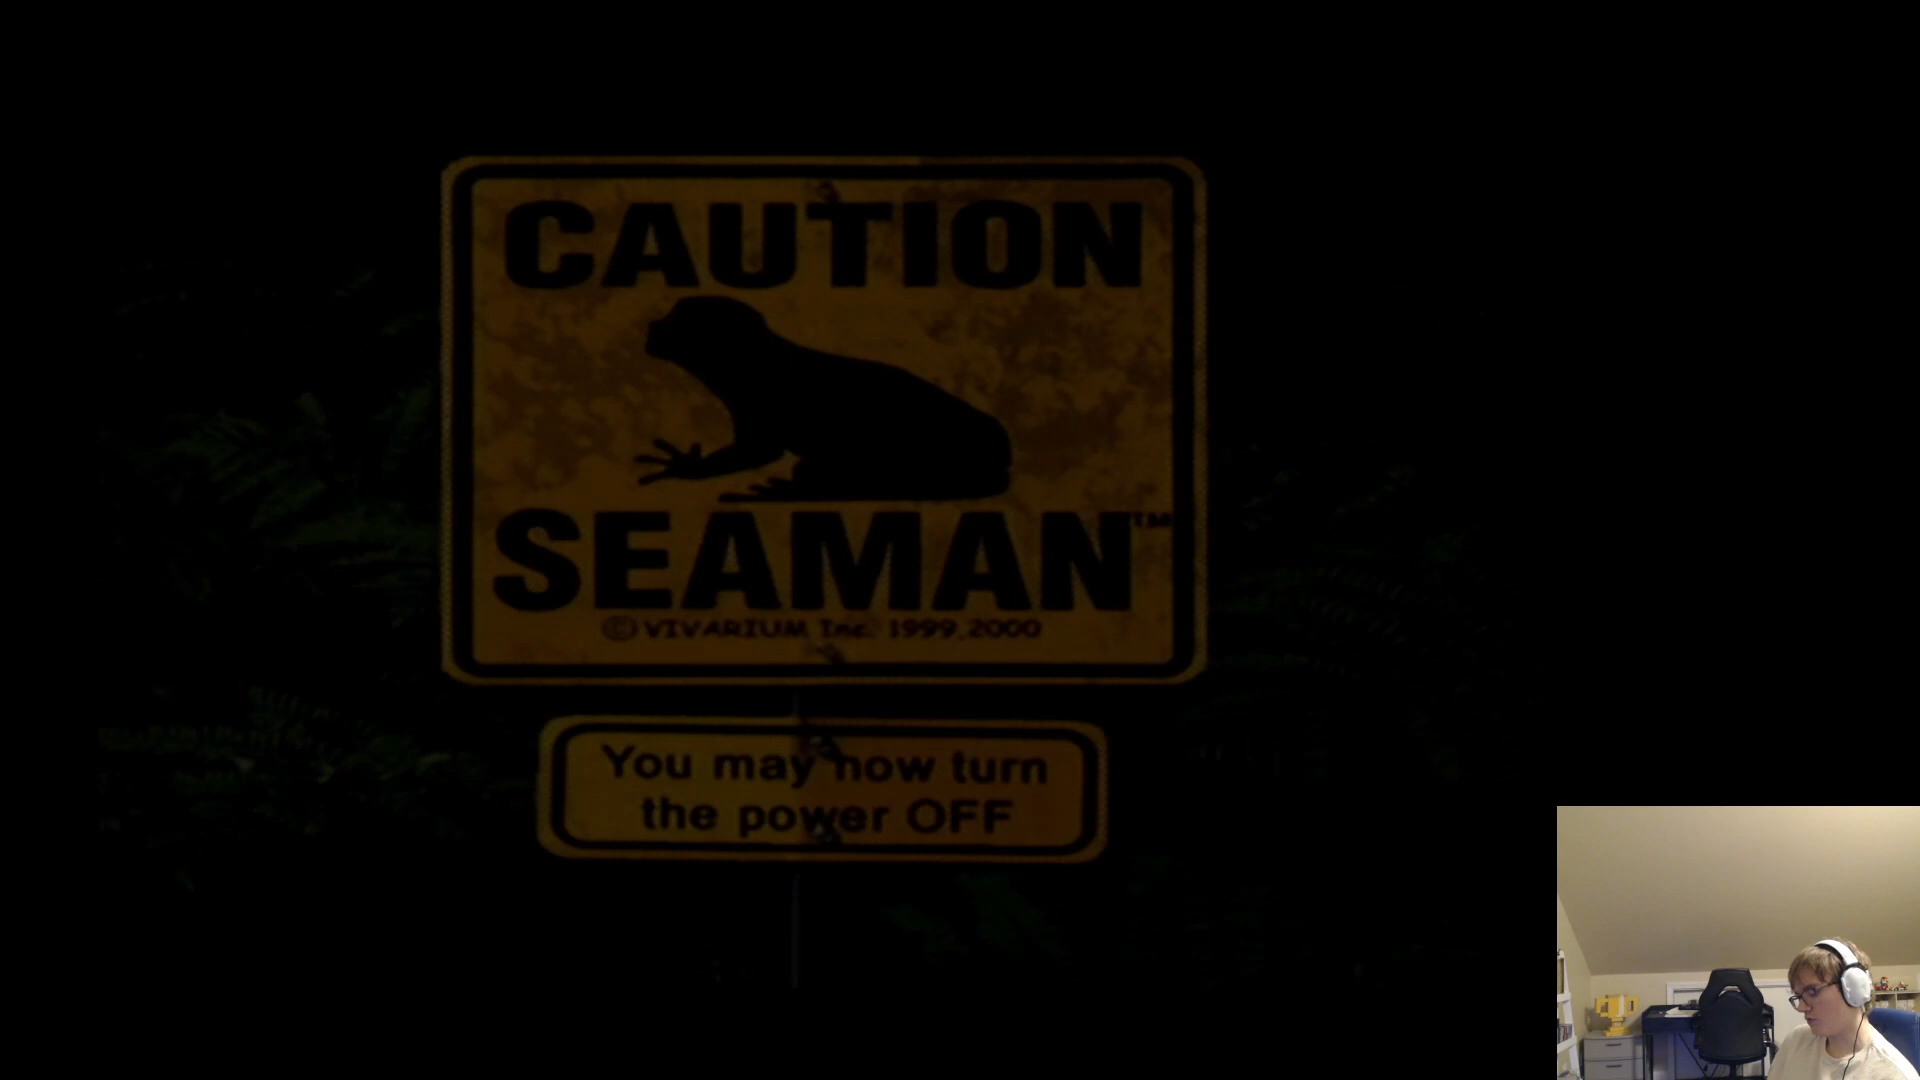 CAUTION
SEAMAN™
© VIVARIUM Inc. 1999,2000
You may now turn
the power OFF